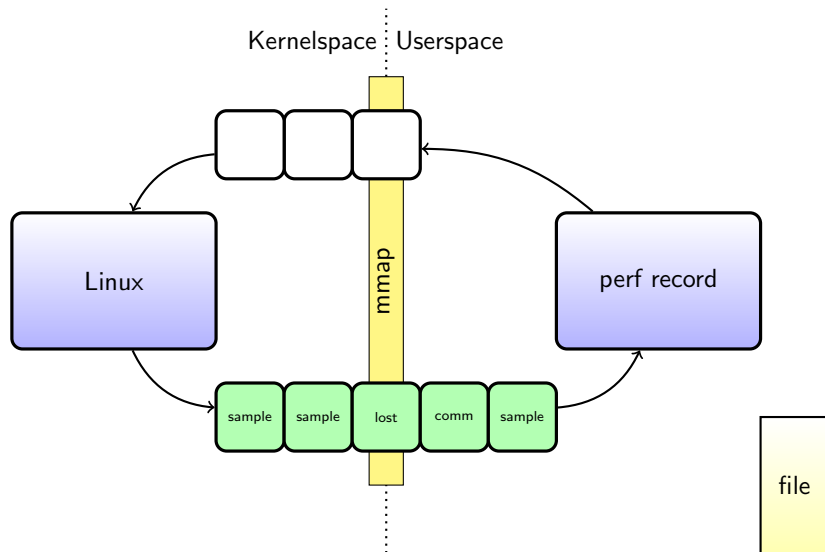 Kernelspace Userspace
mmap
Linux
perf record
sample sample lost comm sample
file